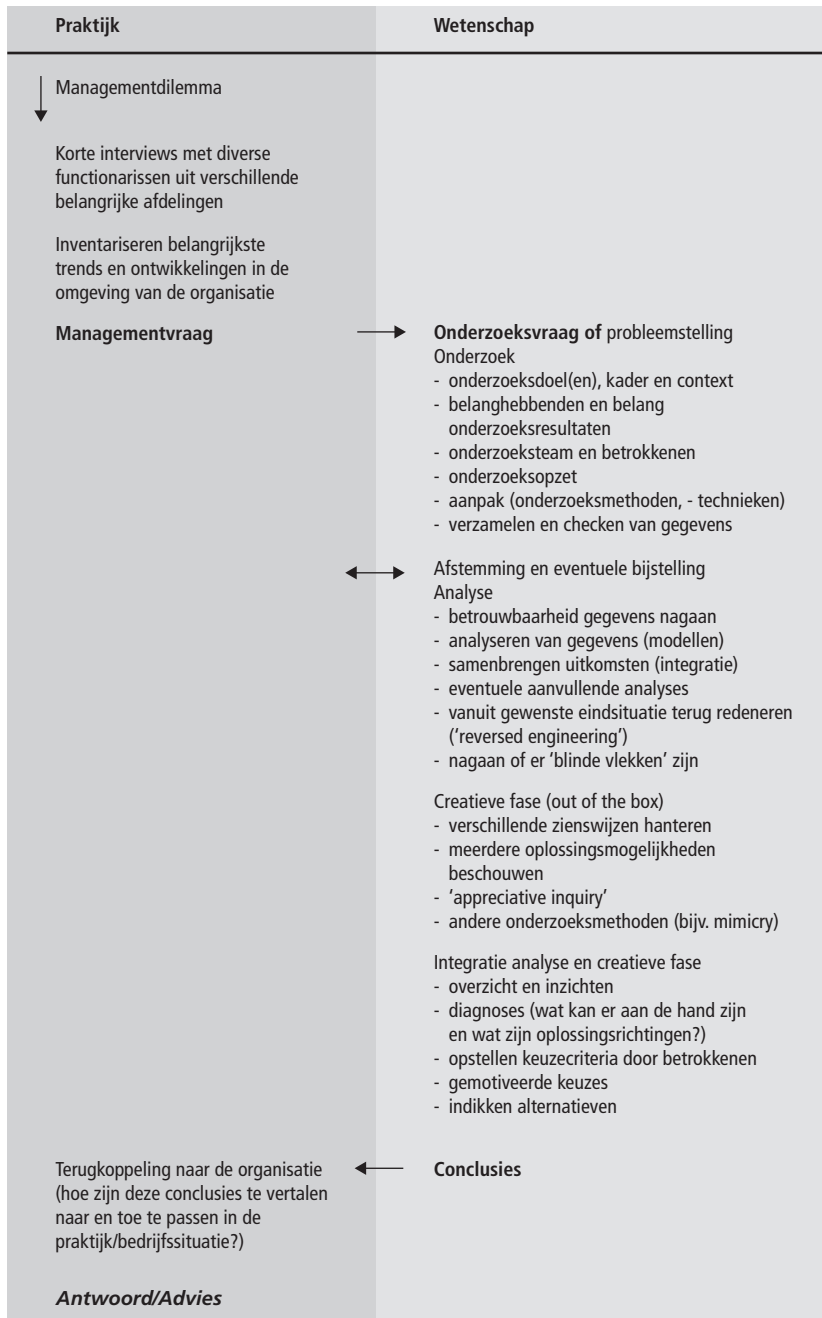 Praktijk
Wetenschap
Managementdilemma
Korte interviews met diverse
functionarissen uit verschillende
belangrijke afdelingen
Inventariseren belangrijkste
trends en ontwikkelingen in de
omgeving van de organisatie
Managementvraag
Onderzoeksvraag of probleemstelling
Onderzoek
- onderzoeksdoel(en), kader en context
- belanghebbenden en belang
onderzoeksresultaten
- onderzoeksteam en betrokkenen
- onderzoeksopzet
- aanpak (onderzoeksmethoden, - technieken)
- verzamelen en checken van gegevens
Afstemming en eventuele bijstelling
Analyse
- betrouwbaarheid gegevens nagaan
- analyseren van gegevens (modellen)
- samenbrengen uitkomsten (integratie)
- eventuele aanvullende analyses
- vanuit gewenste eindsituatie terug redeneren
('reversed engineering')
- nagaan of er 'blinde vlekken' zijn
Creatieve fase (out of the box)
- verschillende zienswijzen hanteren
- meerdere oplossingsmogelijkheden
beschouwen
- 'appreciative inquiry'
- andere onderzoeksmethoden (bijv. mimicry)
Integratie analyse en creatieve fase
- overzicht en inzichten
- diagnoses (wat kan er aan de hand zijn
en wat zijn oplossingsrichtingen?)
- opstellen keuzecriteria door betrokkenen
- gemotiveerde keuzes
- indikken alternatieven
Terugkoppeling naar de organisatie
(hoe zijn deze conclusies te vertalen
naar en toe te passen in de
praktijk/bedrijfssituatie?)
Conclusies
Antwoord/Advies